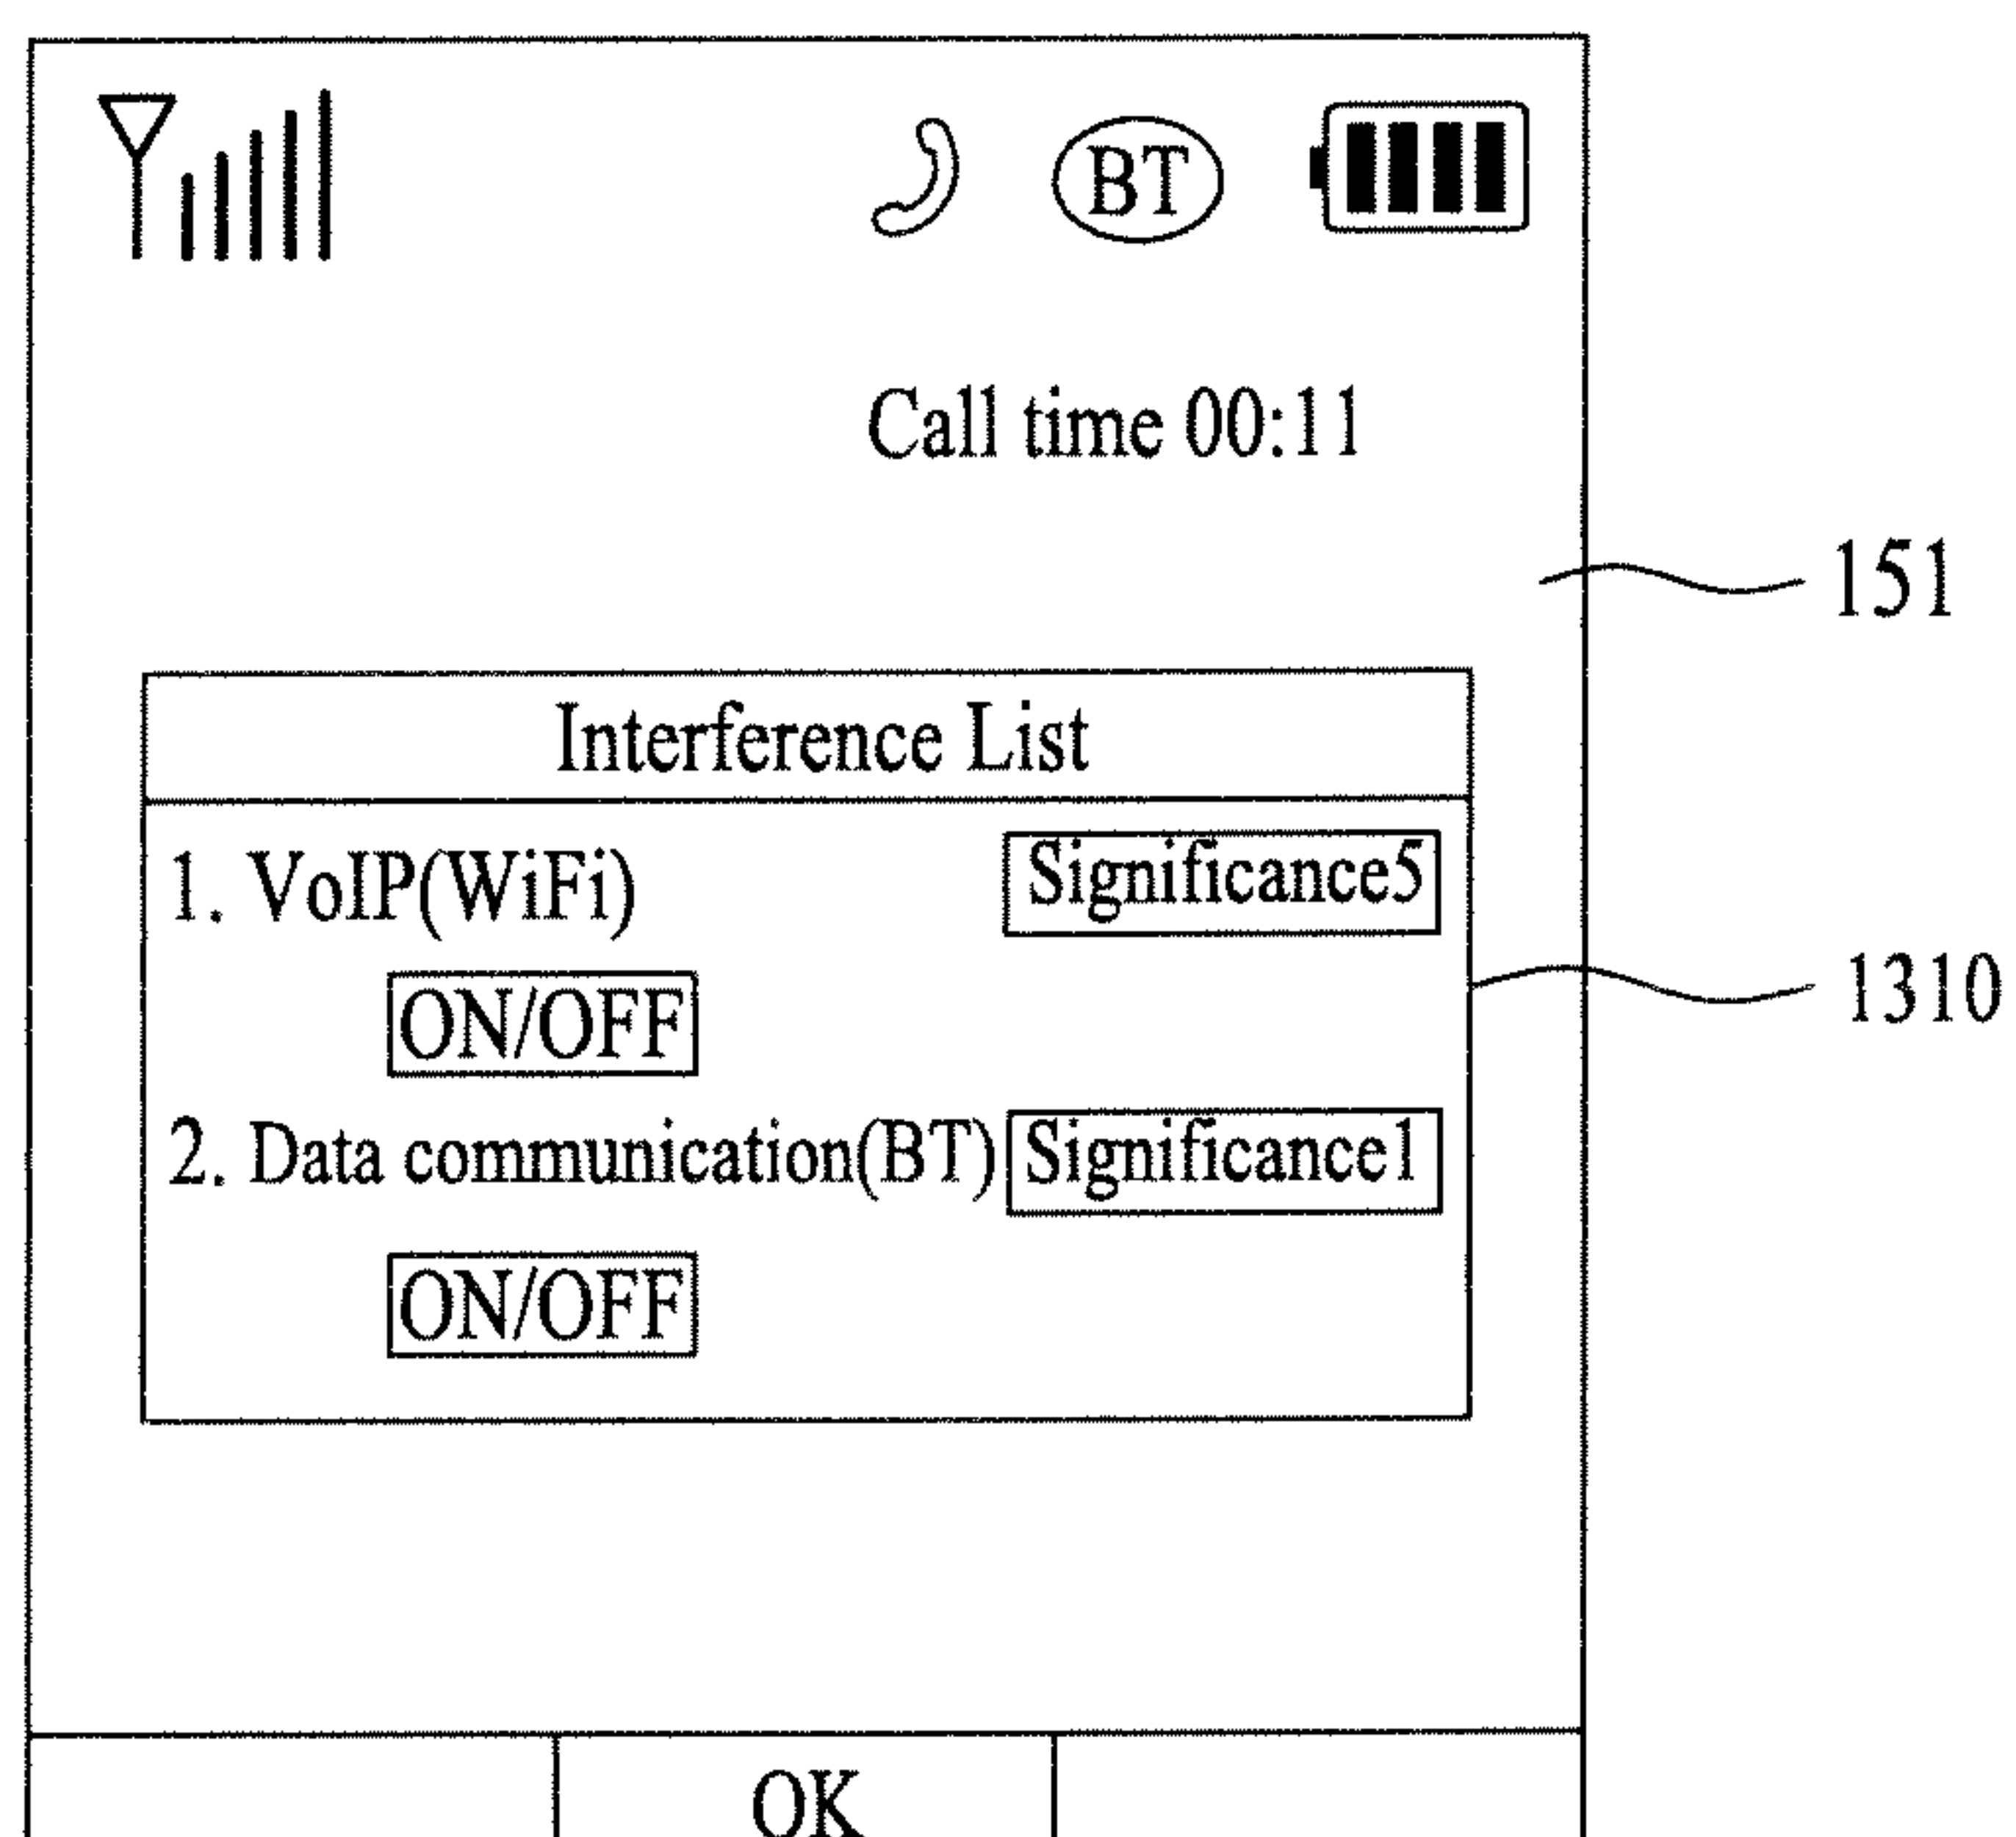 BT
Call time 00:11
151
Interference List
1. VoIP(WiFi) Significance5
1310
ON/OFF
2. Data communication(BT) Significance1
ON/OFF
OK